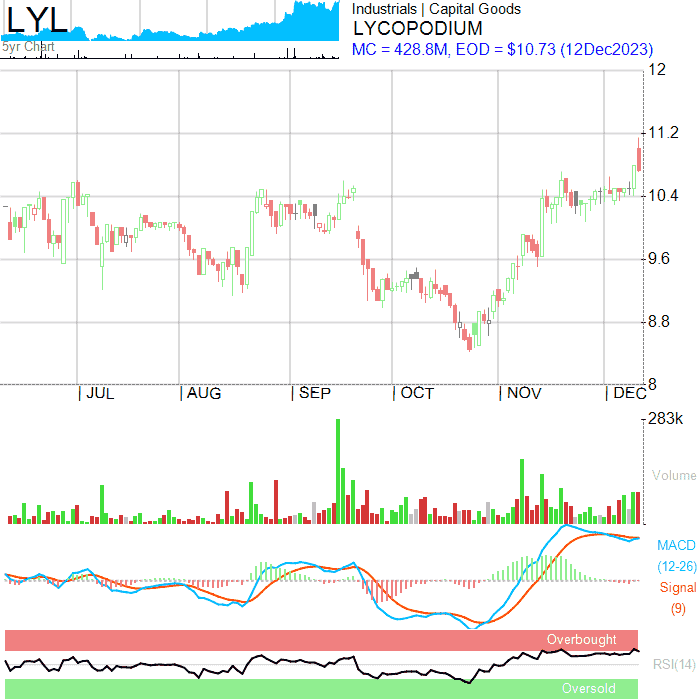 LYL
5yr Chart
Industrials | Capital Goods
LYCOPODIUM
MC = 428.8M, EOD = $10.73 (12Dec2023)
12
11.2
10.4
9.6
8.8
8
| JUL | AUG | SEP | OCT | NOV | DEC
283k
Volume
MACD
(12-26)
Signal
(9)
Overbought
RSI(14)
Oversold